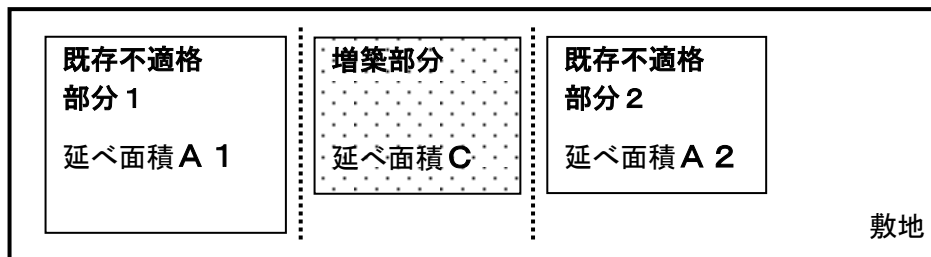 既存不適格
部分1
延べ面積A1
増築部分
延べ面積C
既存不適格
部分2
延べ面積A2
敷地